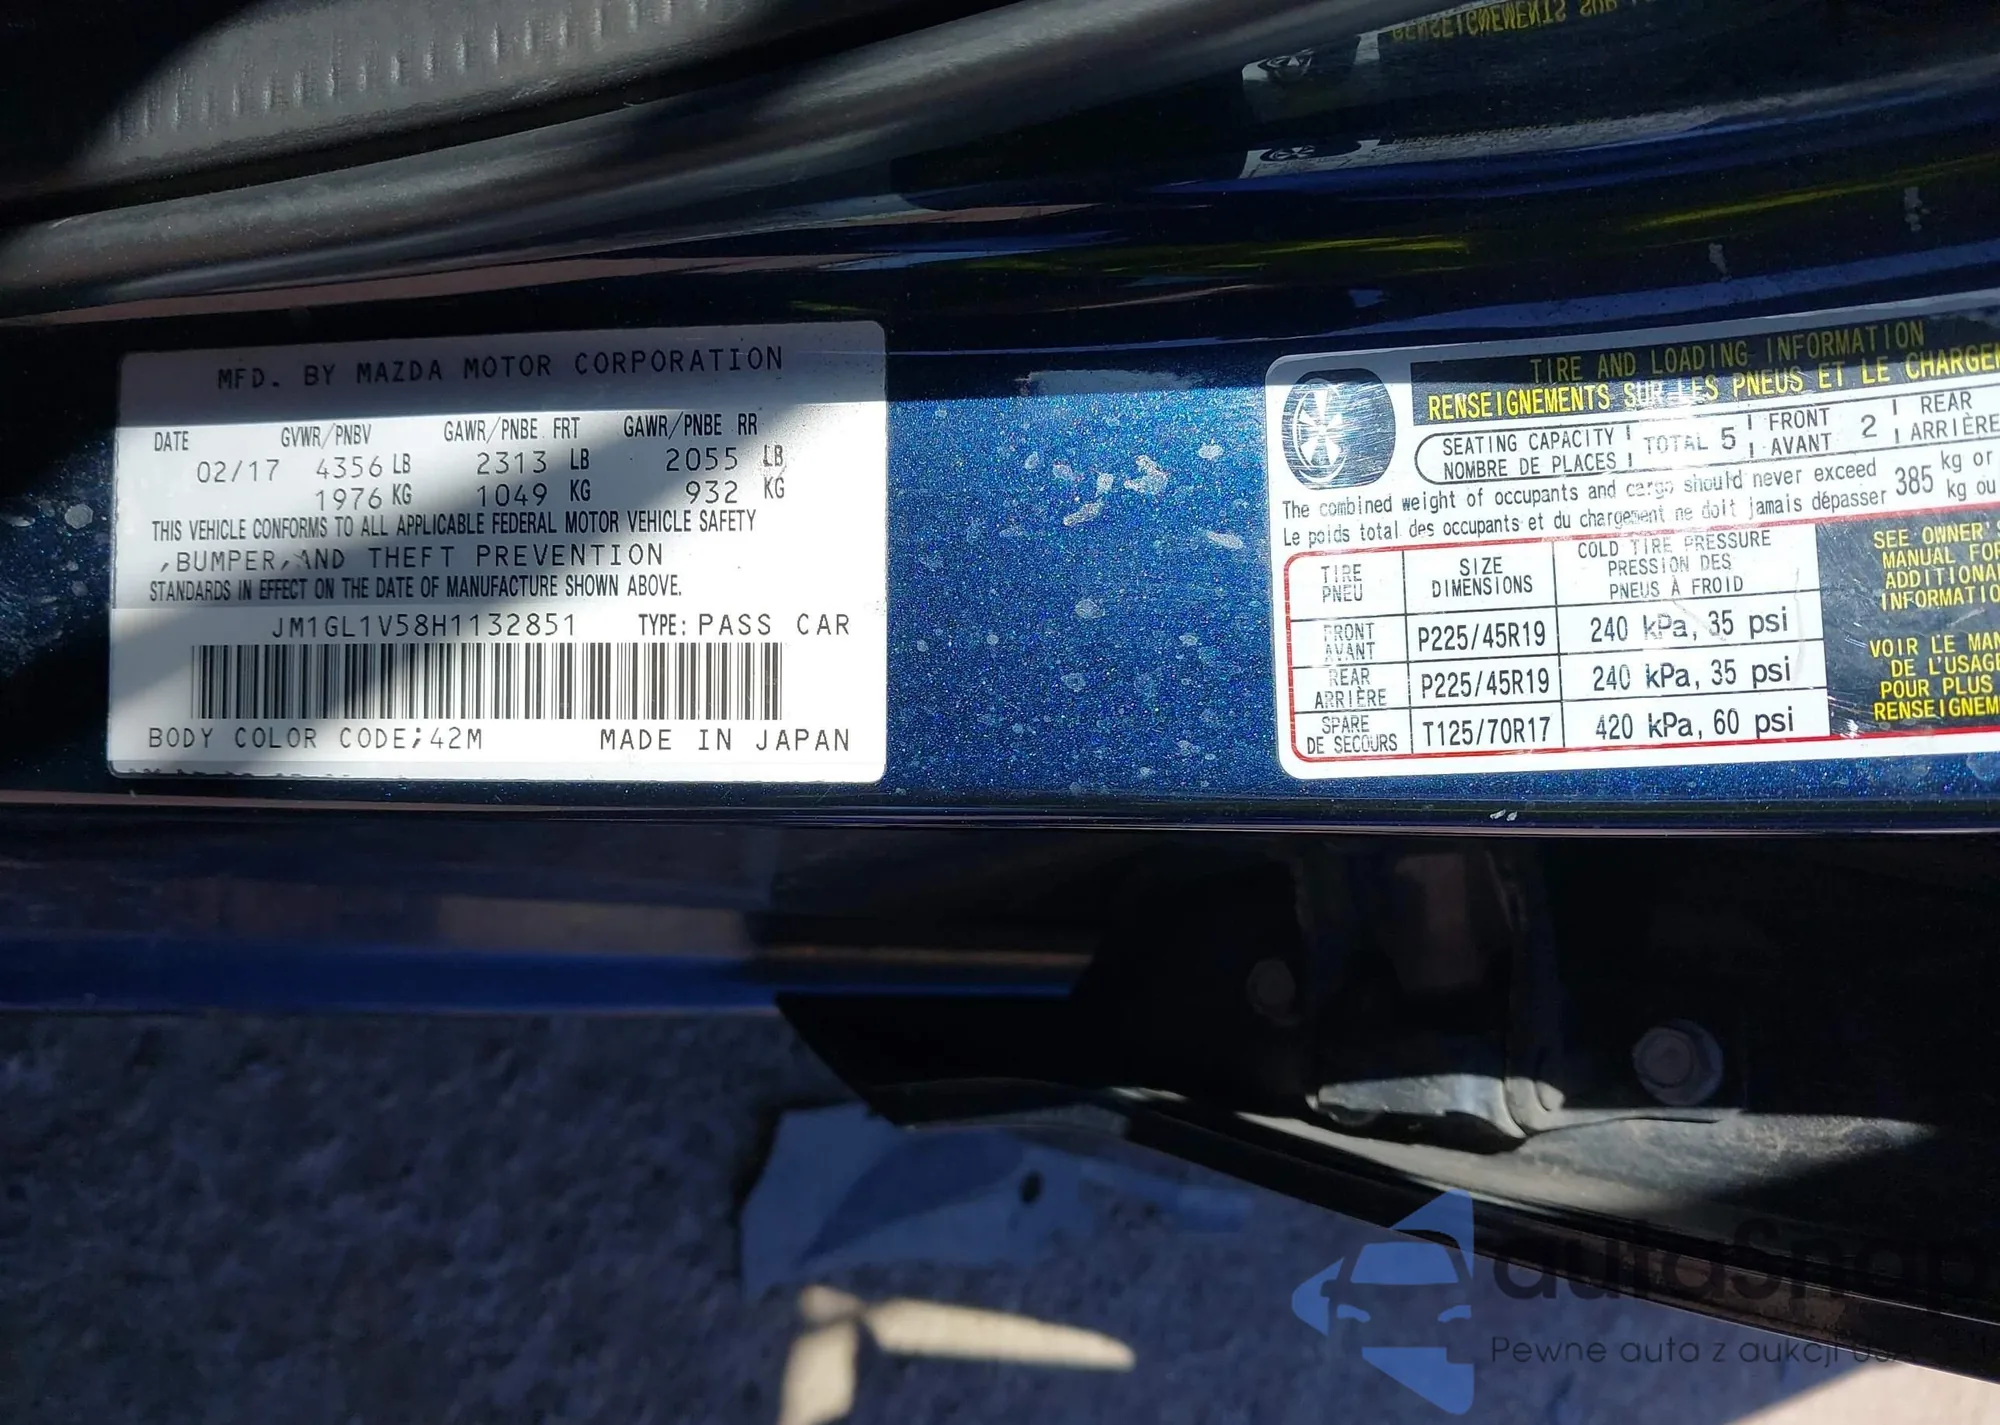 MFD. BY MAZDA MOTOR CORPORATION
DATE GVWR/PNBV GAWR/PNBE FRT GAWR/PNBE RR
02/17 4356 LB 2313 LB 2055 LB
1976 KG 1049 KG 932 KG
THIS VEHICLE CONFORMS TO ALL APPLICABLE FEDERAL MOTOR VEHICLE SAFETY
,BUMPER,AND THEFT PREVENTION
STANDARDS IN EFFECT ON THE DATE OF MANUFACTURE SHOWN ABOVE.
JM1GL1V58H1132851 TYPE: PASS CAR
BODY COLOR CODE;42M MADE IN JAPAN
TIRE AND LOADING INFORMATION
RENSEIGNEMENTS SUR LES PNEUS ET LE CHARGEM
SEATING CAPACITY TOTAL 5 FRONT 2 REAR
NOMBRE DE PLACES AVANT ARRIÈRE
The combined weight of occupants and cargo should never exceed 385 kg or
Le poids total des occupants et du chargement ne doit jamais dépasser kg ou
TIRE SIZE COLD TIRE PRESSURE
PNEU DIMENSIONS PRESSION DES
PNEUS À FROID
FRONT P225/45R19 240 kPa, 35 psi
AVANT
REAR P225/45R19 240 kPa, 35 psi
ARRIÈRE
SPARE T125/70R17 420 kPa, 60 psi
DE SECOURS
SEE OWNER'S
MANUAL FOR
ADDITIONA
INFORMATIO
VOIR LE MAN
DE L'USAGE
POUR PLUS
RENSEIGNEM
RENSEIGNEMENTS SUR
autoSnap
Pewne auta z aukcji USA